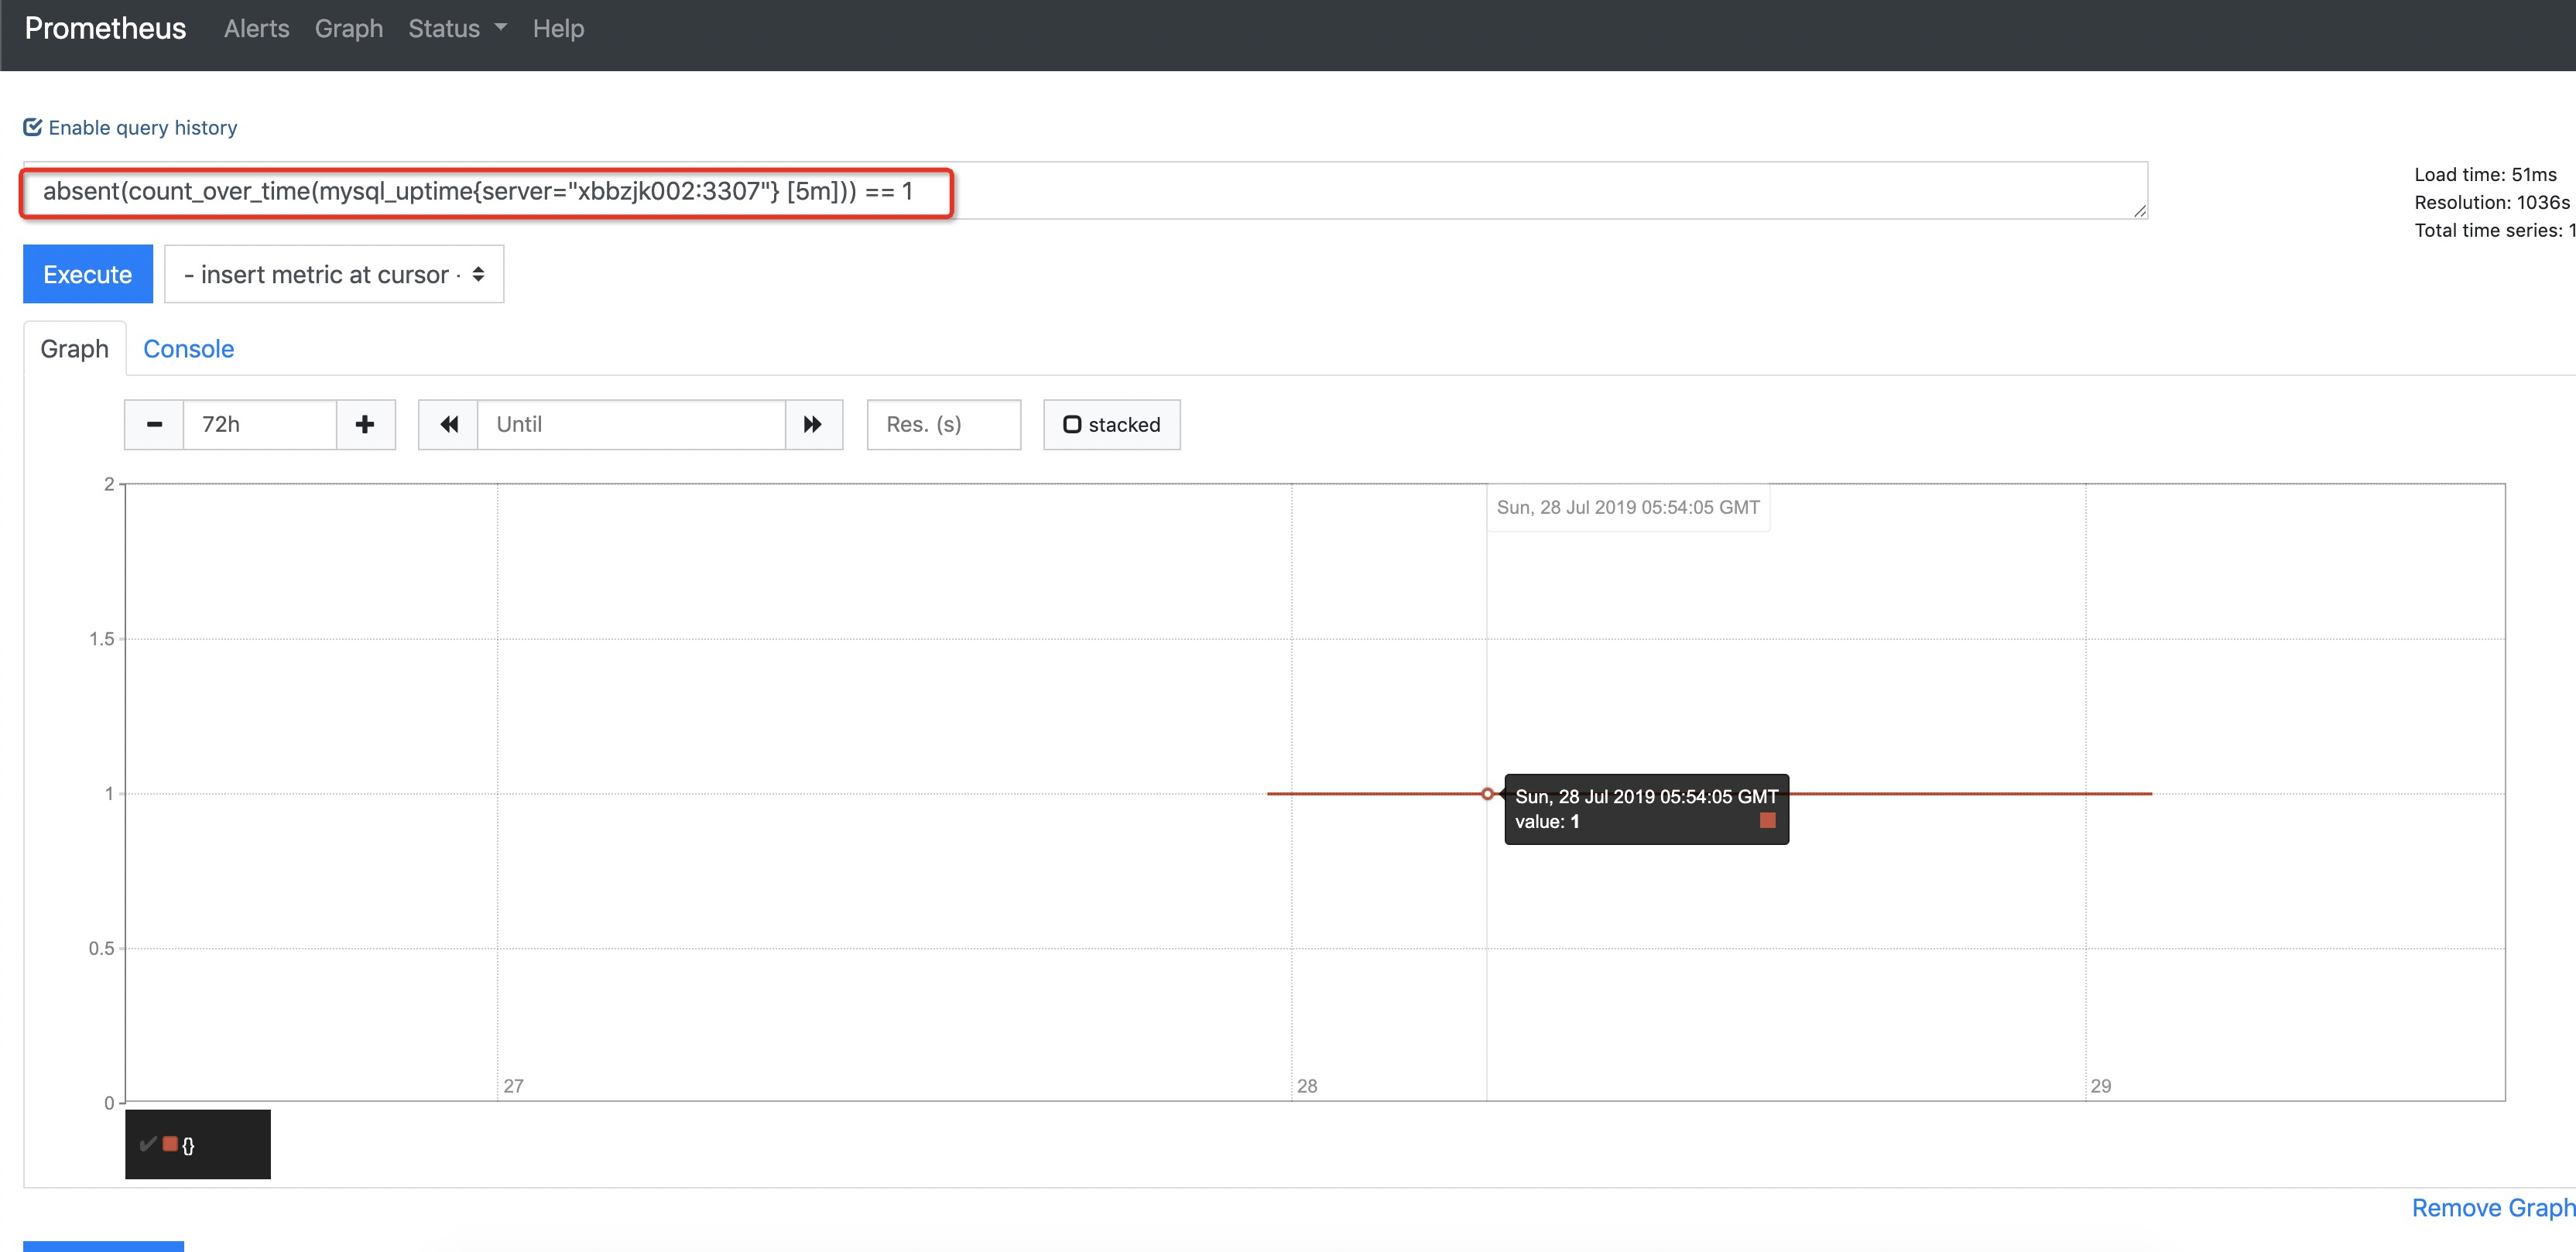 Prometheus Alerts Graph Status Help
Enable query history
absent(count_over_time(mysql_uptime{server="xbbzjk002:3307"} [5m])) == 1
Load time: 51ms
Resolution: 1036s
Total time series: 1
Execute - insert metric at cursor -
Graph Console
72h Until Res. (s) stacked
2
Sun, 28 Jul 2019 05:54:05 GMT
1.5
1
Sun, 28 Jul 2019 05:54:05 GMT
value: 1
0.5
27 28 29
0
{}
Remove Graph